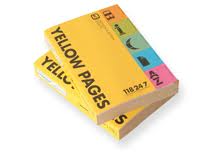 YELLOW PAGES
118 24 7
YELLOW PAGES